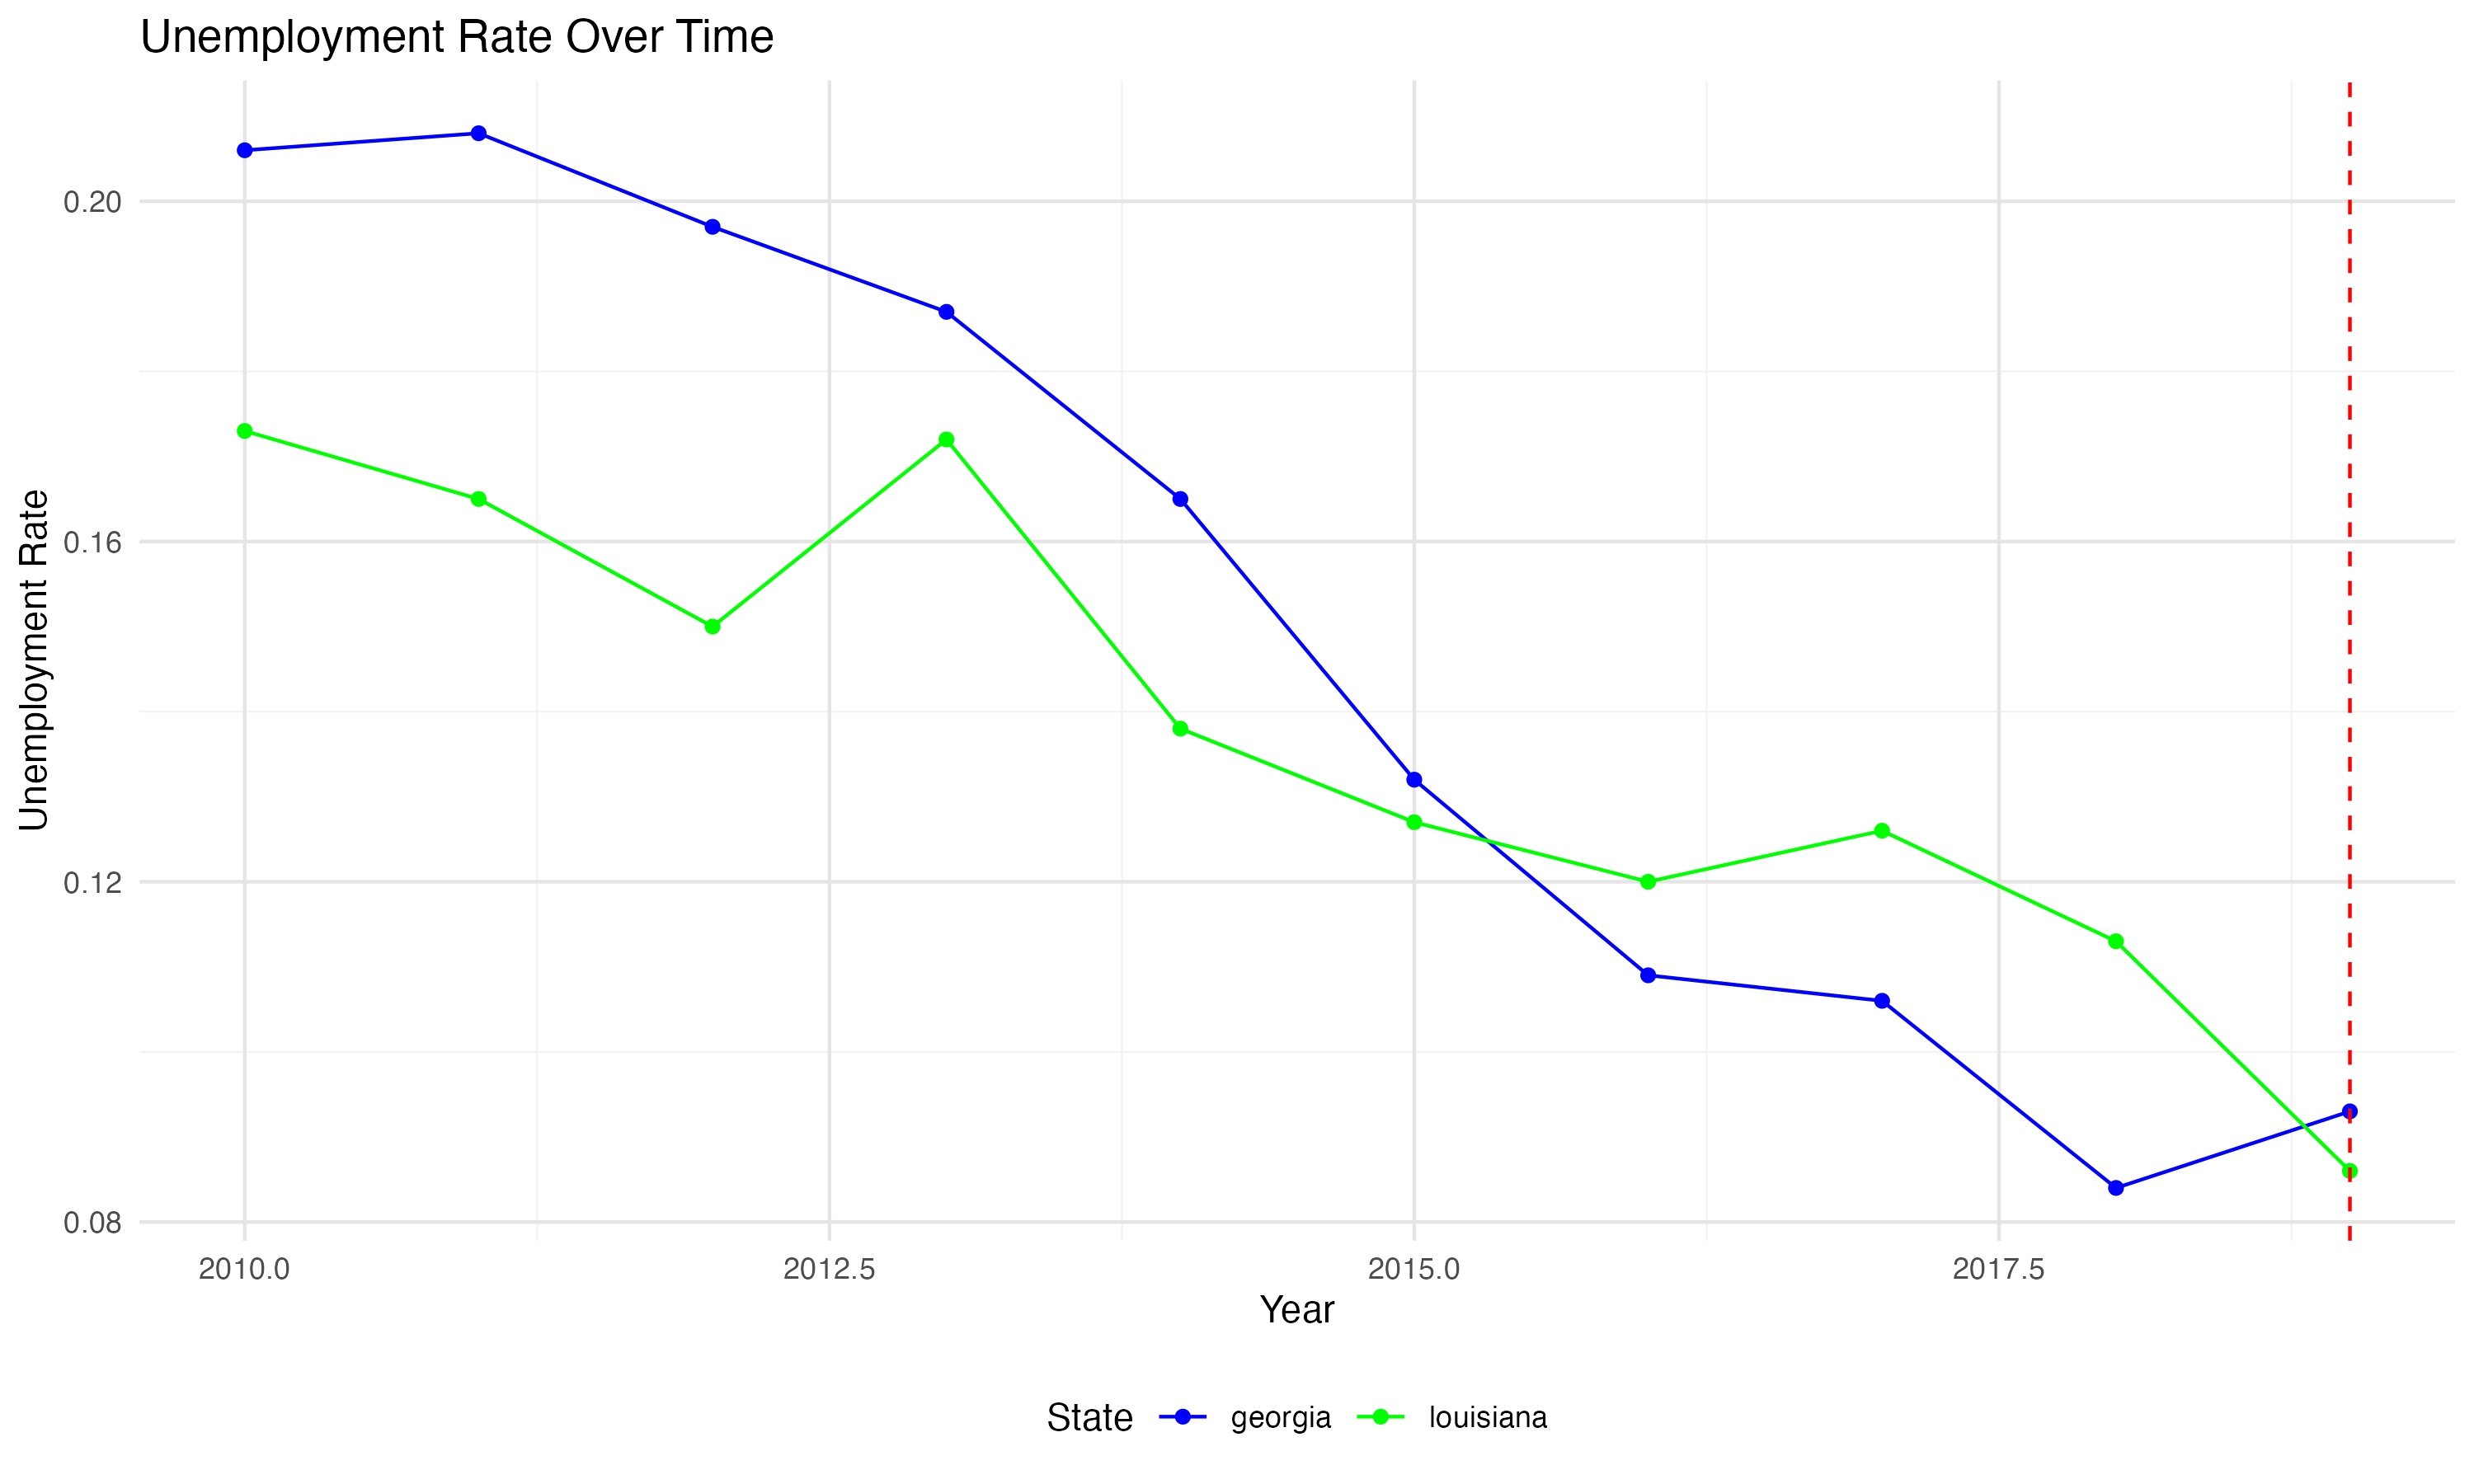 Unemployment Rate Over Time
Unemployment Rate
0.20
0.16
0.12
0.08
2010.0 2012.5 2015.0 2017.5
Year
State georgia louisiana